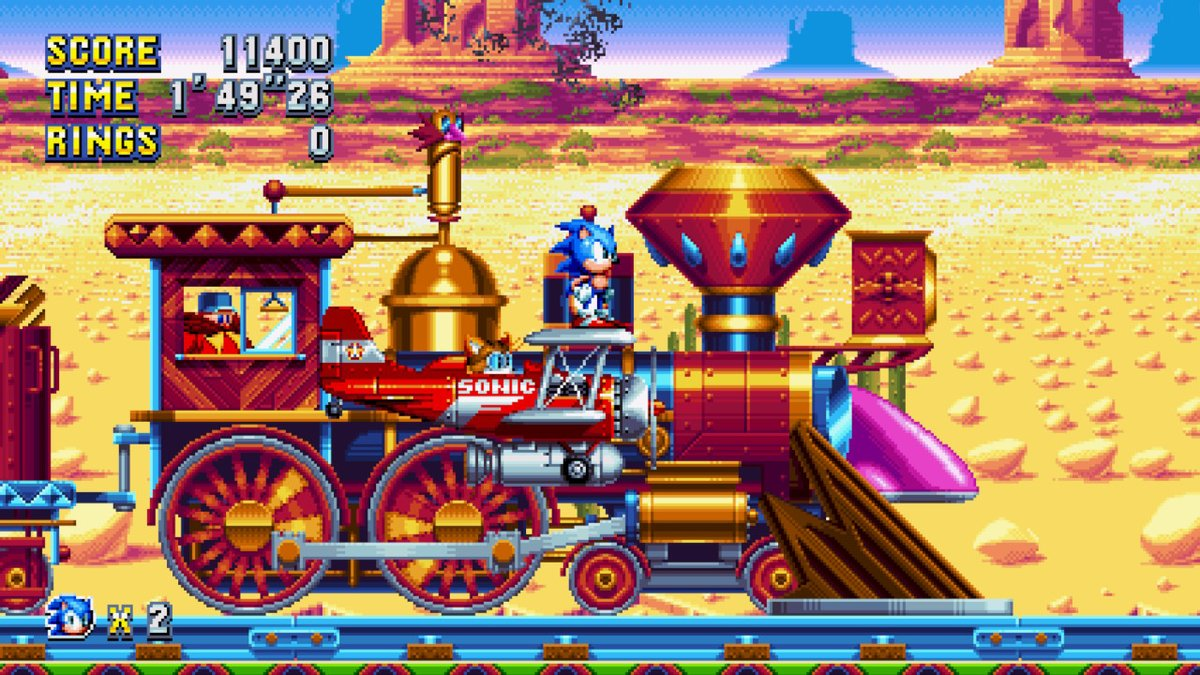 SCORE 11400
TIME 1'49"26
RINGS 0
SONIC
X 2